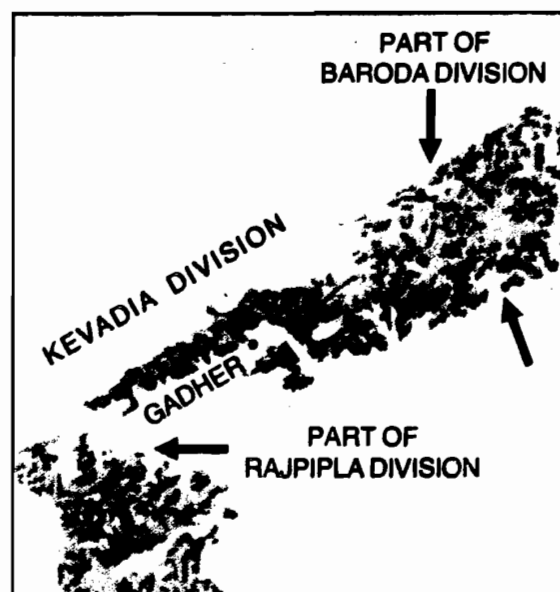 PART OF
BARODA DIVISION
KEVADIA DIVISION
GADHER
PART OF
RAJPIPLA DIVISION